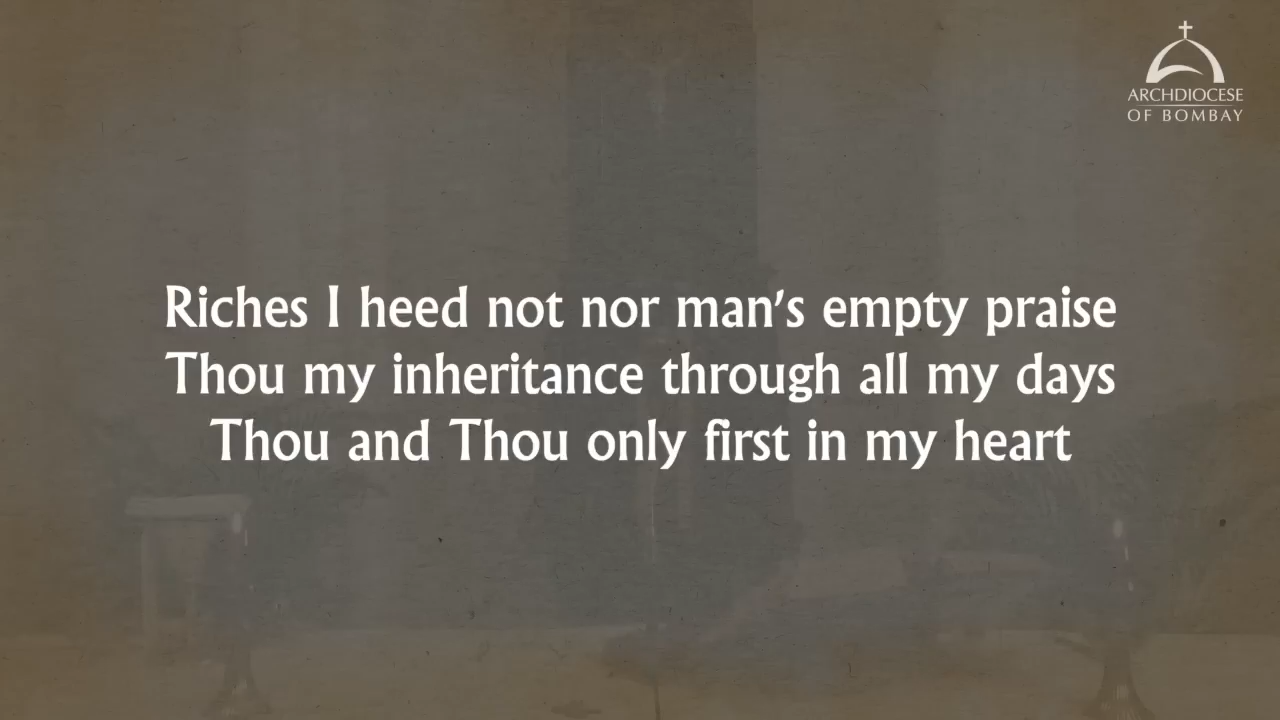 ARCHDIOCESE
OF BOMBAY
Riches I heed not nor man's empty praise
Thou my inheritance through all my days
Thou and Thou only first in my heart